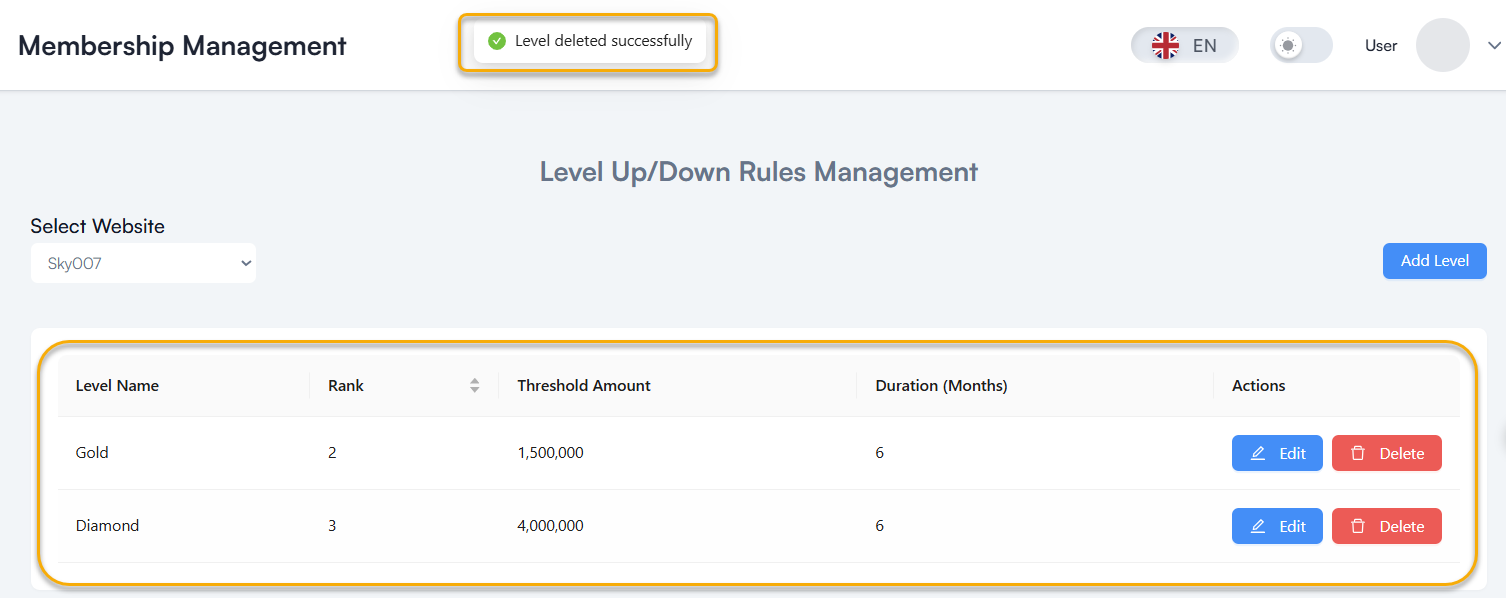 Membership Management
Level deleted successfully
EN
User
Level Up/Down Rules Management
Select Website
Sky007
Add Level
Level Name Rank Threshold Amount Duration (Months) Actions
Gold 2 1,500,000 6 Edit Delete
Diamond 3 4,000,000 6 Edit Delete